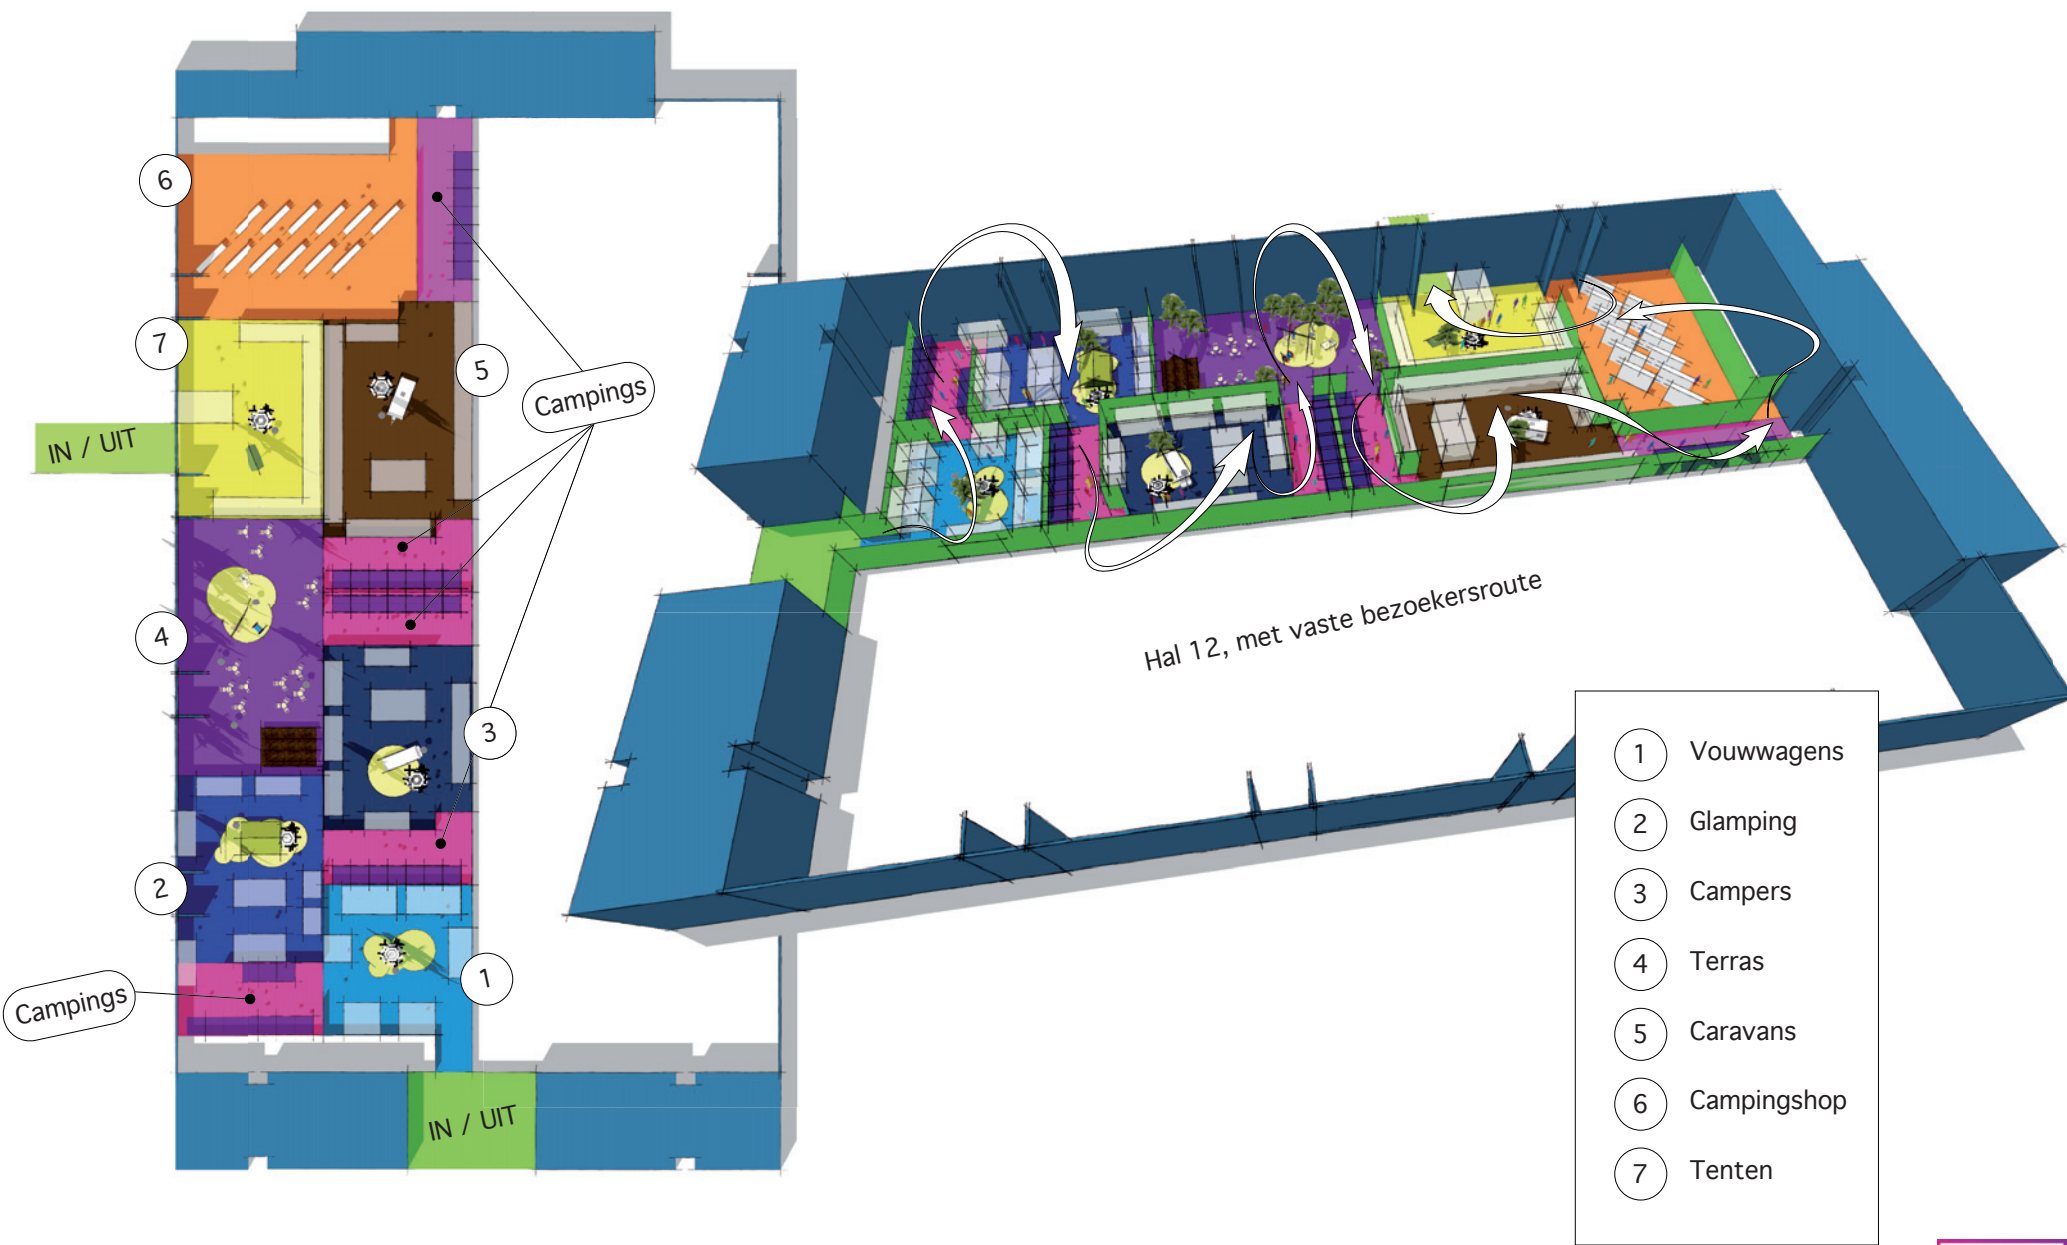 6
7
5
Campings
IN / UIT
4
3
2
1
Campings
IN / UIT
Hal 12, met vaste bezoekersroute
1 Vouwwagens
2 Glamping
3 Campers
4 Terras
5 Caravans
6 Campingshop
7 Tenten